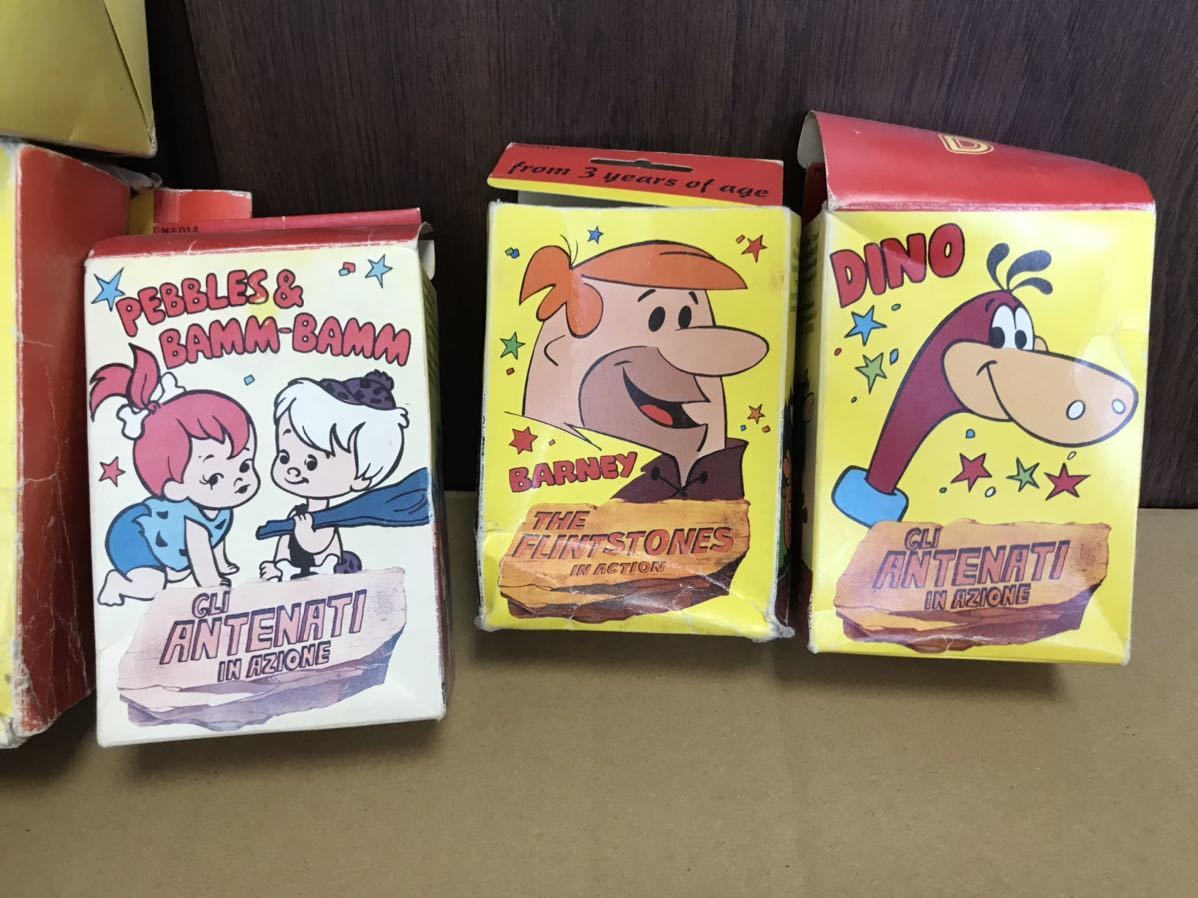 PEBBLES &
BAMM-BAMM
GLI
ANTENATI
IN AZIONE
from 3 years of age
BARNEY
THE
FLINTSTONES
IN ACTION
DINO
GLI
ANTENATI
IN AZIONE